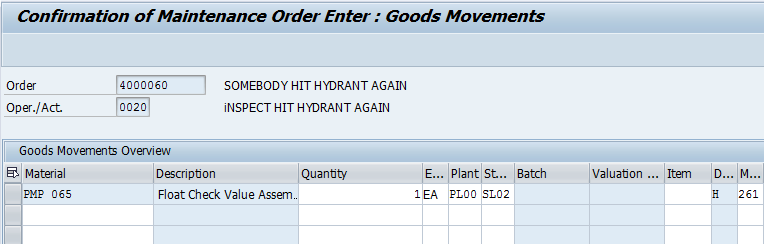 Confirmation of Maintenance Order Enter : Goods Movements
Order 4000060 SOMEBODY HIT HYDRANT AGAIN
Oper./Act. 0020 iNSPECT HIT HYDRANT AGAIN
Goods Movements Overview
Material Description Quantity E... Plant St... Batch Valuation ... Item D... M...
PMP 065 Float Check Value Assem... 1 EA PL00 SL02 H 261